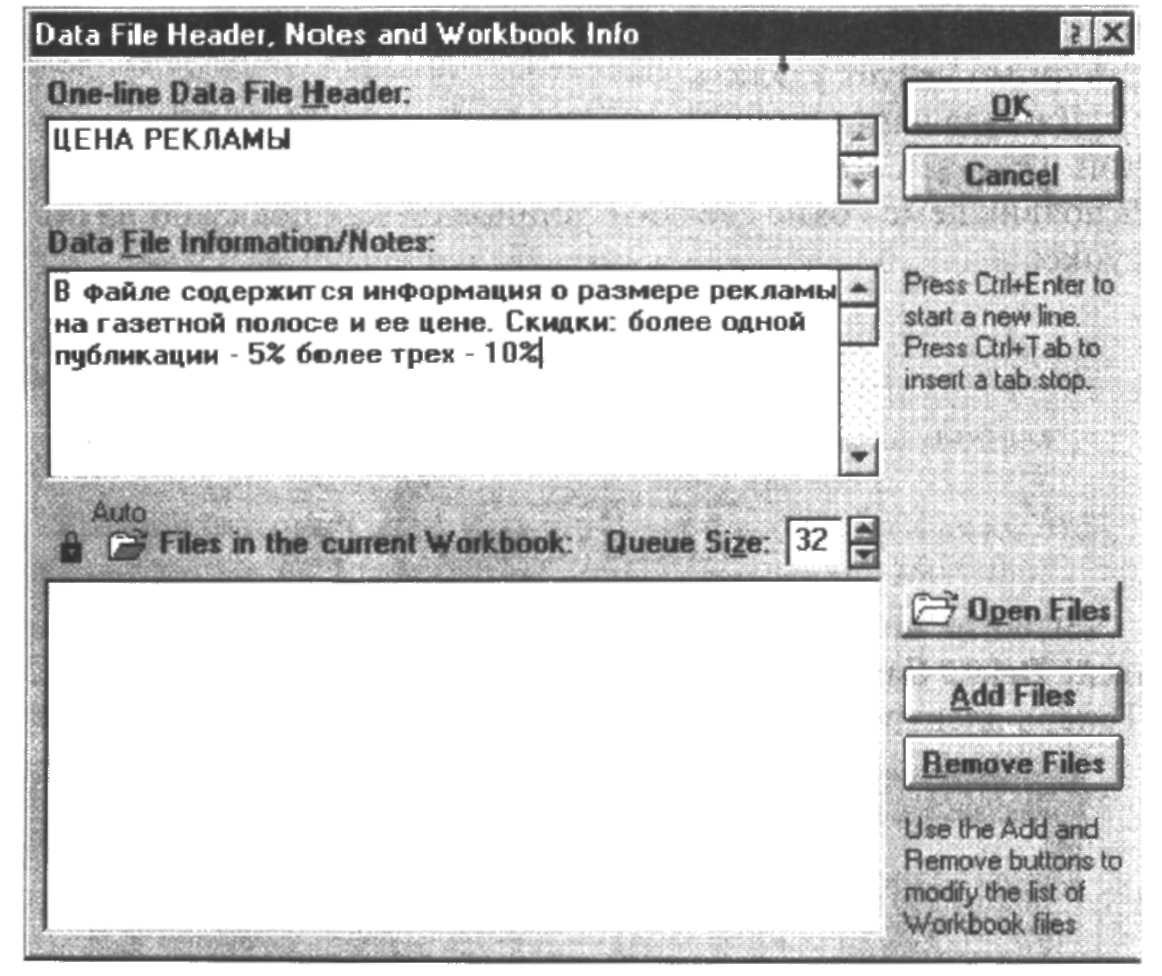 Data File Header, Notes and Workbook Info
One-line Data File Header:
OK
ЦЕНА РЕКЛАМЫ
Cancel
Data File Information/Notes:
В файле содержится информация о размере рекламы
на газетной полосе и ее цене. Скидки: более одной
публикации - 5% более трех - 10%
Press Ctrl+Enter to
start a new line.
Press Ctrl+Tab to
insert a tab stop.
Auto
Files in the current Workbook: Queue Size: 32
Open Files
Add Files
Remove Files
Use the Add and
Remove buttons to
modify the list of
Workbook files